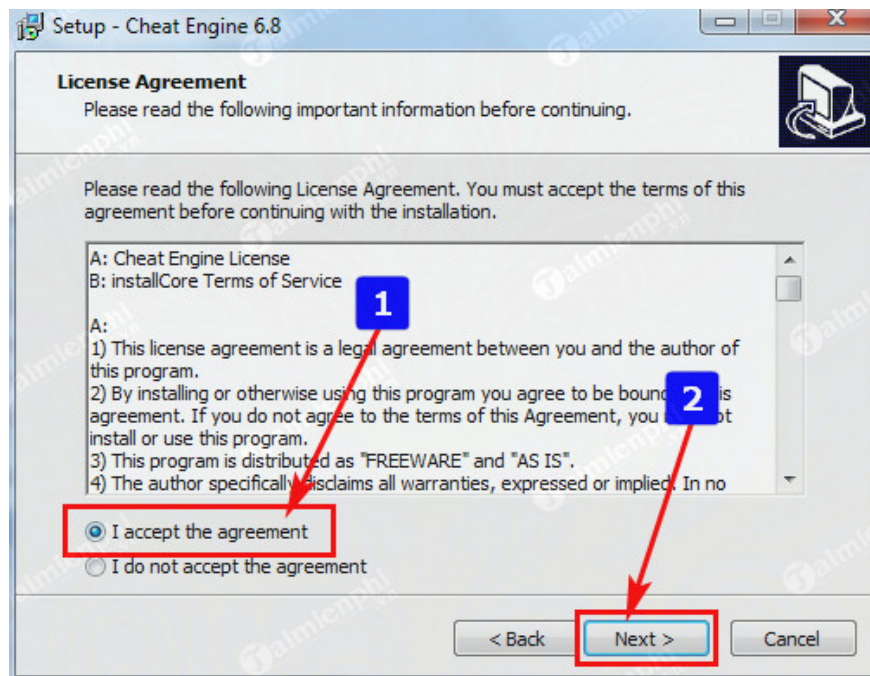 Setup - Cheat Engine 6.8
License Agreement
Please read the following important information before continuing.
Please read the following License Agreement. You must accept the terms of this
agreement before continuing with the installation.
A: Cheat Engine License
B: installCore Terms of Service
1
A:
1) This license agreement is a legal agreement between you and the author of
this program.
2) By installing or otherwise using this program you agree to be bound is
2
agreement. If you do not agree to the terms of this Agreement, you
install or use this program.
3) This program is distributed as "FREEWARE" and "AS IS".
4) The author specifically disclaims all warranties, expressed or implied. In no
I accept the agreement
I do not accept the agreement
< Back Next > Cancel
Taimienphi
.vn